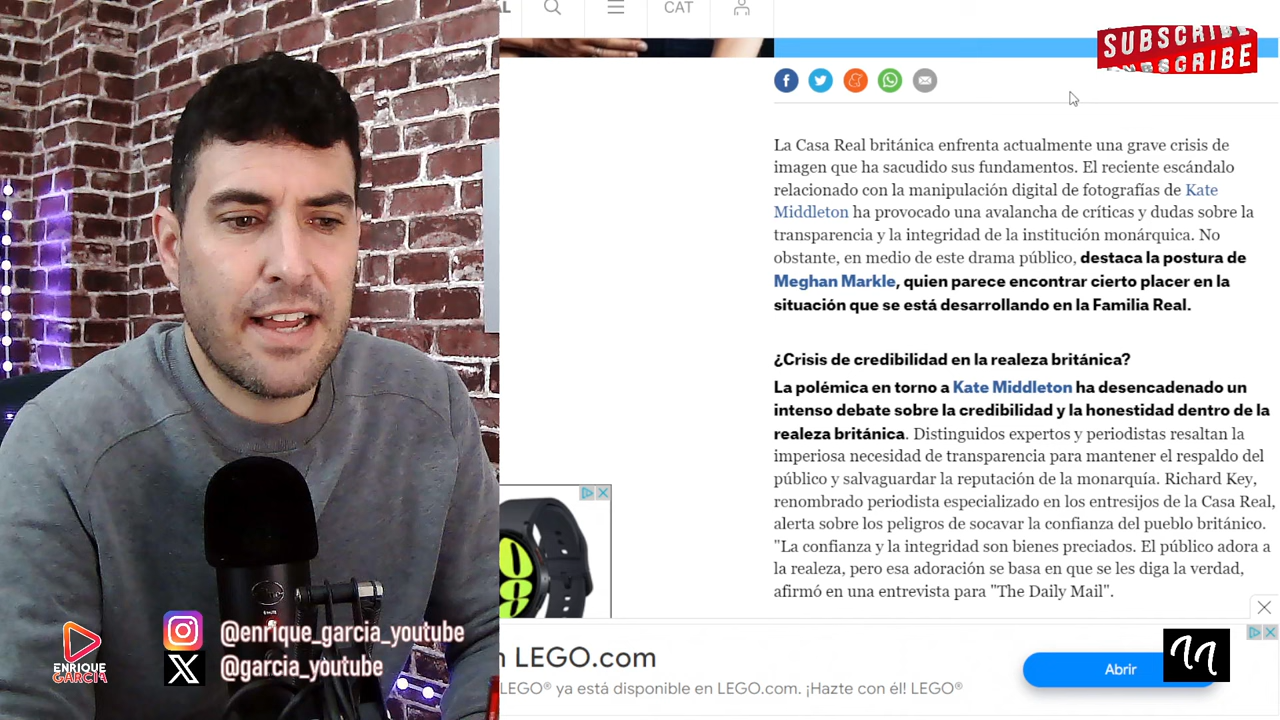 AL
CAT
SUBSCRIBE
SUBSCRIBE
La Casa Real británica enfrenta actualmente una grave crisis de
imagen que ha sacudido sus fundamentos. El reciente escándalo
relacionado con la manipulación digital de fotografías de Kate
Middleton ha provocado una avalancha de críticas y dudas sobre la
transparencia y la integridad de la institución monárquica. No
obstante, en medio de este drama público, destaca la postura de
Meghan Markle, quien parece encontrar cierto placer en la
situación que se está desarrollando en la Familia Real.
¿Crisis de credibilidad en la realeza británica?
La polémica en torno a Kate Middleton ha desencadenado un
intenso debate sobre la credibilidad y la honestidad dentro de la
realeza británica. Distinguidos expertos y periodistas resaltan la
imperiosa necesidad de transparencia para mantener el respaldo del
público y salvaguardar la reputación de la monarquía. Richard Key,
renombrado periodista especializado en los entresijos de la Casa Real,
alerta sobre los peligros de socavar la confianza del pueblo británico.
"La confianza y la integridad son bienes preciados. El público adora a
la realeza, pero esa adoración se basa en que se les diga la verdad,
afirmó en una entrevista para "The Daily Mail".
n LEGO.com
LEGO® ya está disponible en LEGO.com. ¡Hazte con él! LEGO®
Abrir
@enrique_garcia_youtube
@garcia_youtube
ENRIQUE
GARCIA